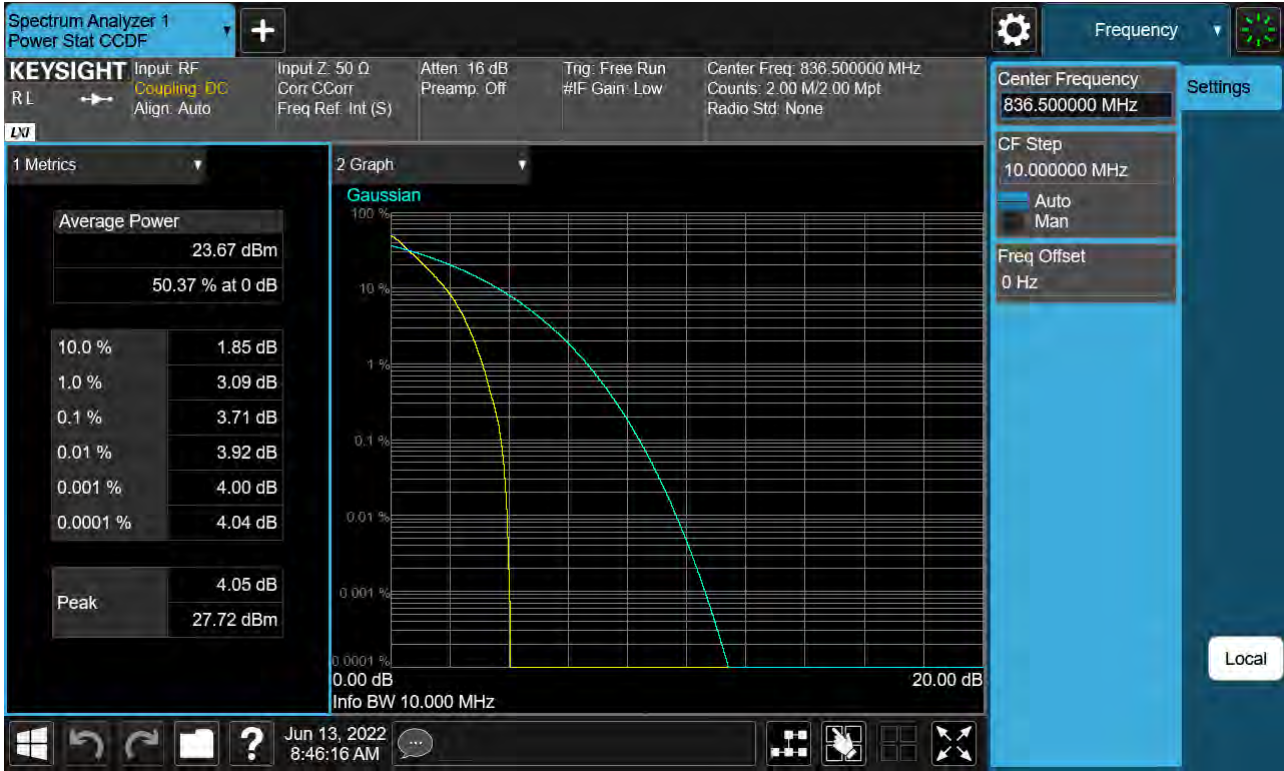 Spectrum Analyzer 1
Power Stat CCDF
+
Frequency
KEYSIGHT
R L
LXI
Input: RF
Coupling: DC
Align: Auto
Input Z: 50 Ω
Corr CCorr
Freq Ref: Int (S)
Atten: 16 dB
Preamp: Off
Trig: Free Run
#IF Gain: Low
Center Freq: 836.500000 MHz
Counts: 2.00 M/2.00 Mpt
Radio Std: None
Center Frequency
836.500000 MHz
Settings
CF Step
10.000000 MHz
Auto
Man
Freq Offset
0 Hz
1 Metrics
Average Power
23.67 dBm
50.37 % at 0 dB
10.0 % 1.85 dB
1.0 % 3.09 dB
0.1 % 3.71 dB
0.01 % 3.92 dB
0.001 % 4.00 dB
0.0001 % 4.04 dB
Peak
4.05 dB
27.72 dBm
2 Graph
Gaussian
100 %
10 %
1 %
0.1 %
0.01 %
0.001 %
0.0001 %
0.00 dB 20.00 dB
Info BW 10.000 MHz
Local
?
Jun 13, 2022
8:46:16 AM